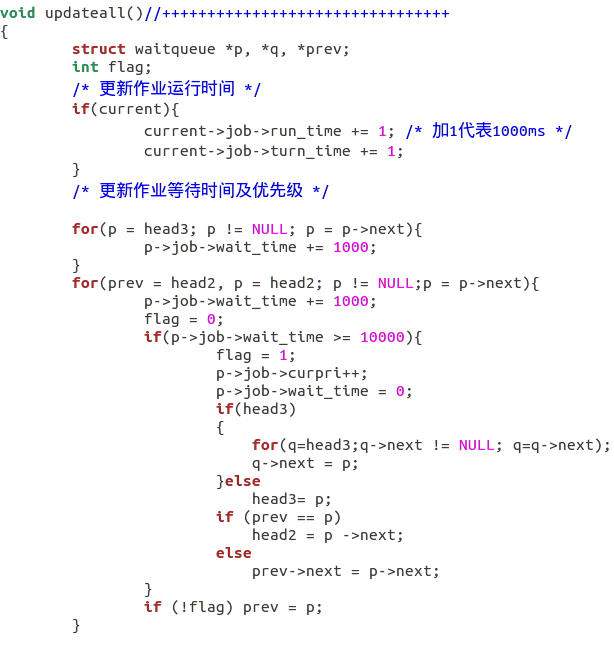 void updateall()//++++++++++++++++++++++++++++++++
{
        struct waitqueue *p, *q, *prev;
        int flag;
        /* 更新作业运行时间 */
        if(current){
                current->job->run_time += 1; /* 加1代表1000ms */
                current->job->turn_time += 1;
        }
        /* 更新作业等待时间及优先级 */
        for(p = head3; p != NULL; p = p->next){
                p->job->wait_time += 1000;
        }
        for(prev = head2, p = head2; p != NULL;p = p->next){
                p->job->wait_time += 1000;
                flag = 0;
                if(p->job->wait_time >= 10000){
                        flag = 1;
                        p->job->curpri++;
                        p->job->wait_time = 0;
                        if(head3)
                        {
                            for(q=head3;q->next != NULL; q=q->next);
                            q->next = p;
                        }else
                            head3= p;
                        if (prev == p)
                            head2 = p ->next;
                        else
                            prev->next = p->next;
                }
                if (!flag) prev = p;
        }